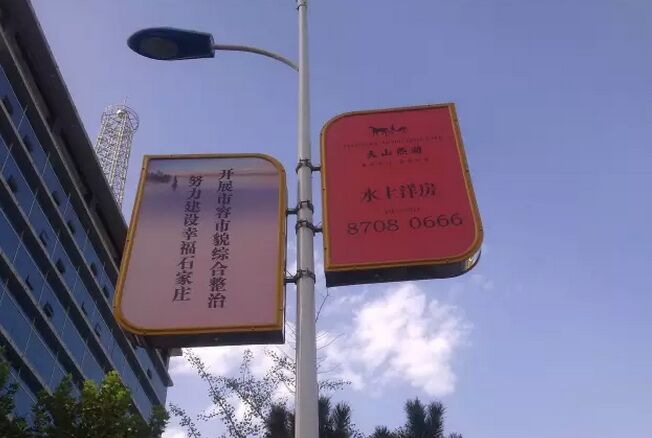 开展市容市貌综合整治
努力建设幸福石家庄
天山熙湖
水上洋房
8708 0666